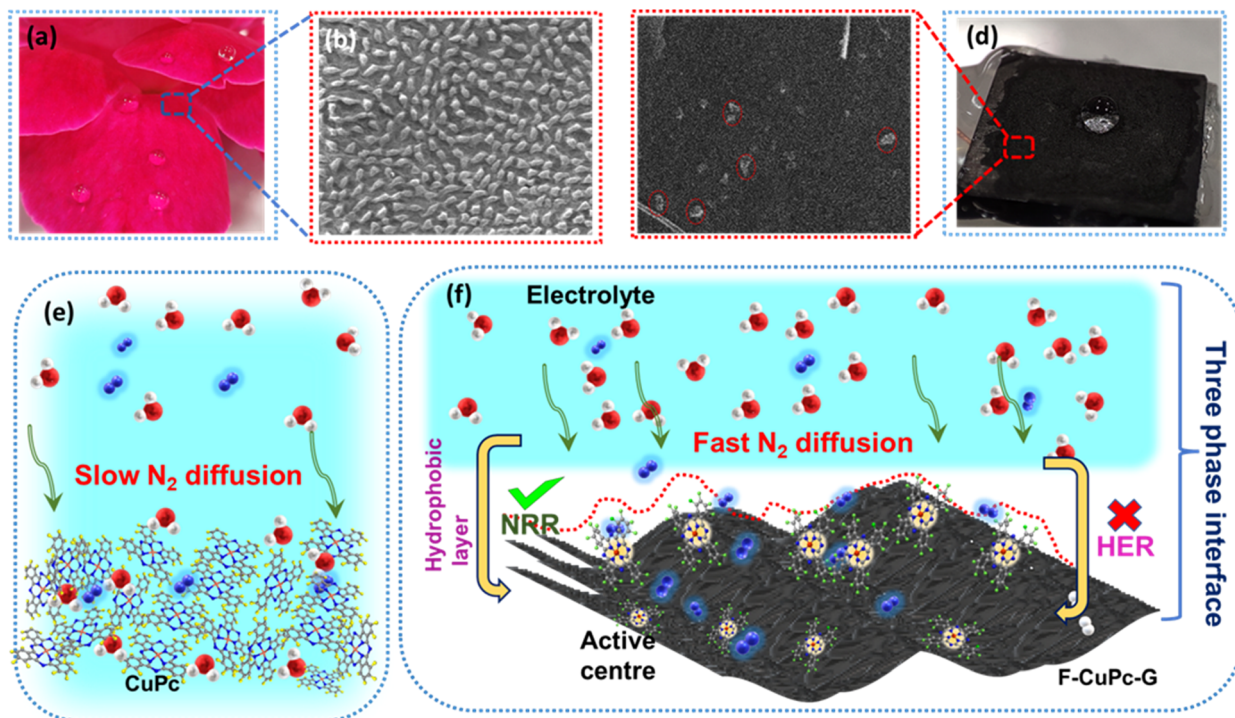 (a)
(b)
(d)
(e)
Slow N₂ diffusion
CuPc
(f)
Electrolyte
Fast N₂ diffusion
Hydrophobic
layer
NRR
HER
Active
centre
F-CuPc-G
Three phase interface